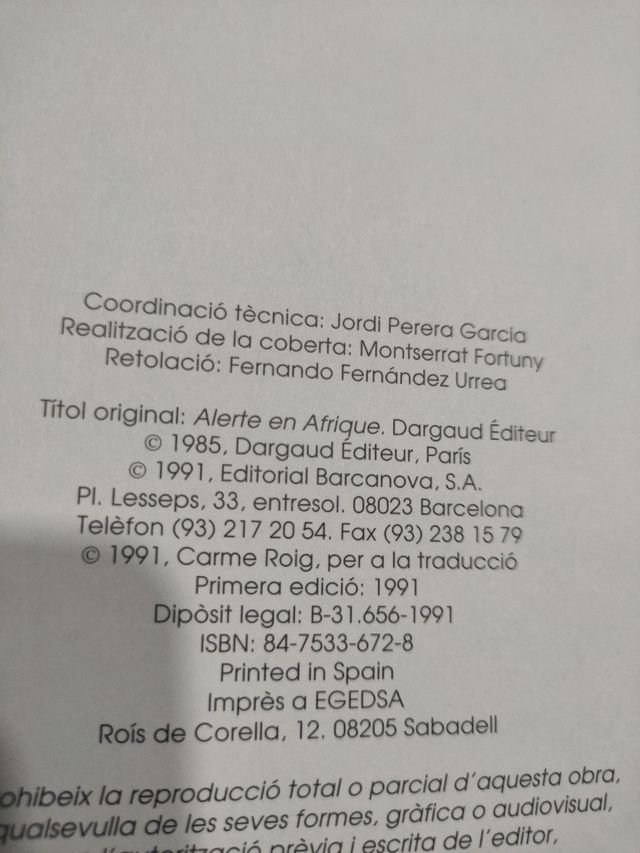 Coordinació tècnica: Jordi Perera García
Realització de la coberta: Montserrat Fortuny
Retolació: Fernando Fernández Urrea
Títol original: Alerte en Afrique. Dargaud Éditeur
© 1985, Dargaud Éditeur, París
© 1991, Editorial Barcanova, S.A.
Pl. Lesseps, 33, entresol. 08023 Barcelona
Telèfon (93) 217 20 54. Fax (93) 238 15 79
© 1991, Carme Roig, per a la traducció
Primera edició: 1991
Dipòsit legal: B-31.656-1991
ISBN: 84-7533-672-8
Printed in Spain
Imprès a EGEDSA
Roís de Corella, 12. 08205 Sabadell
ohibeix la reproducció total o parcial d'aquesta obra,
qualsevulla de les seves formes, gràfica o audiovisual,
l'autorització prèvia i escrita de l'editor,